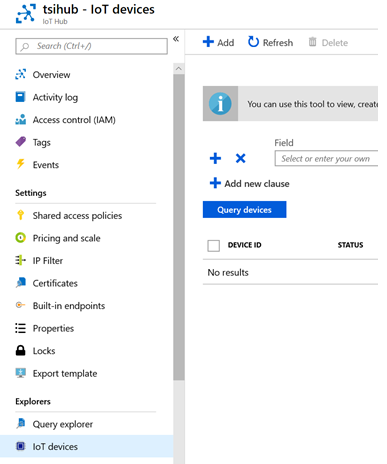 tsihub - IoT devices
IoT Hub
Search (Ctrl+/)
«
Overview
Activity log
Access control (IAM)
Tags
Events
Settings
Shared access policies
Pricing and scale
IP Filter
Certificates
Built-in endpoints
Properties
Locks
Export template
Explorers
Query explorer
IoT devices
Add Refresh Delete
You can use this tool to view, create
Field
Select or enter your own
Add new clause
Query devices
DEVICE ID STATUS
No results